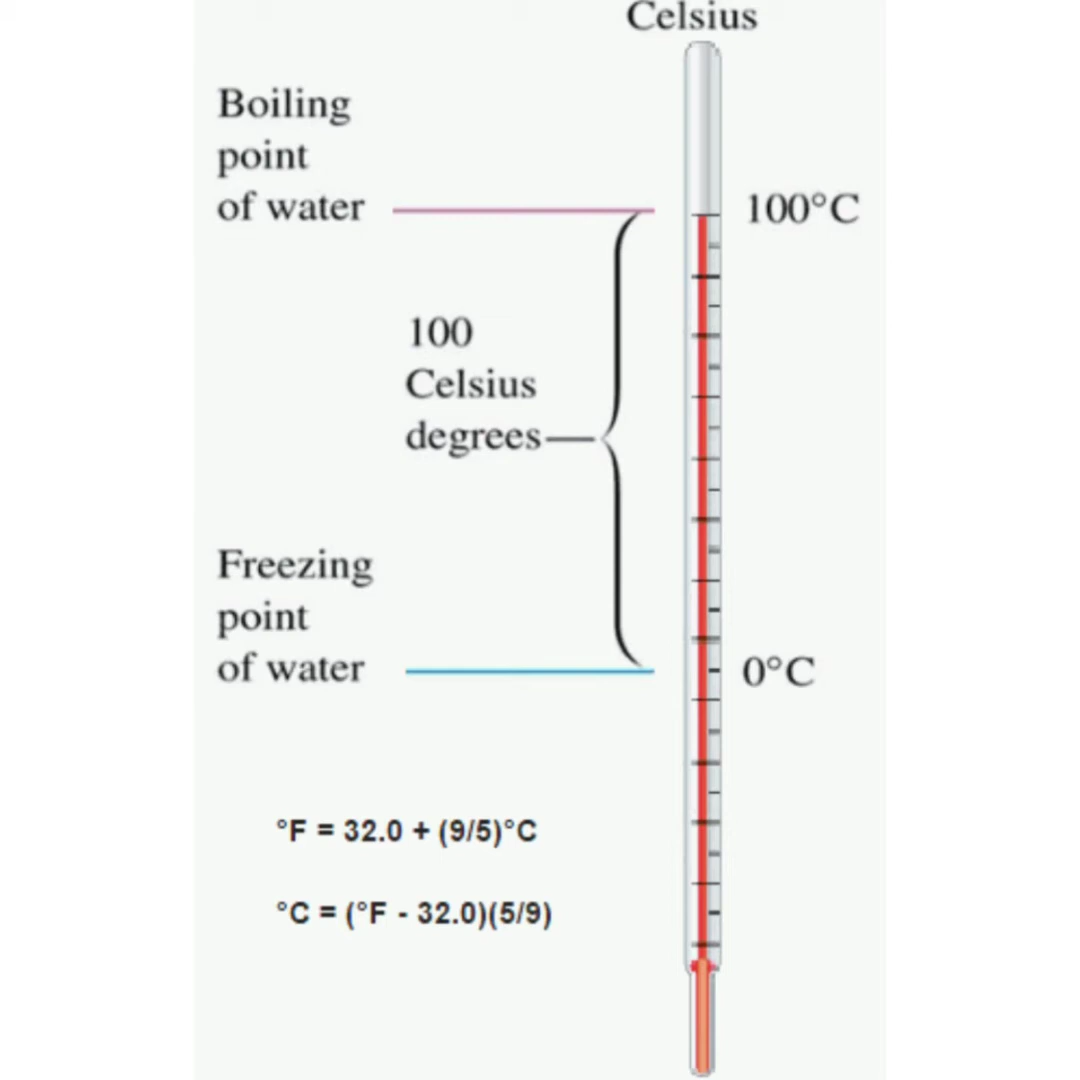 Celsius
Boiling
point
of water
100°C
100
Celsius
degrees
Freezing
point
of water
0°C
°F = 32.0 + (9/5)°C
°C = (°F - 32.0)(5/9)